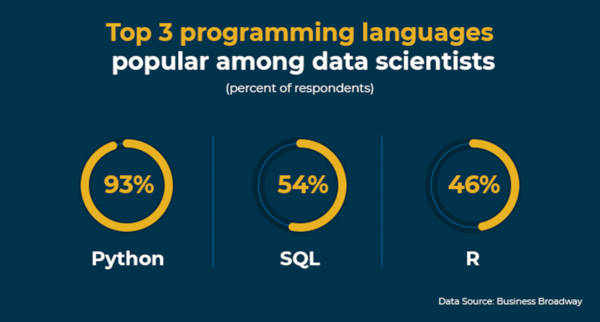 Top 3 programming languages
popular among data scientists
(percent of respondents)
93%
54%
46%
Python
SQL
R
Data Source: Business Broadway